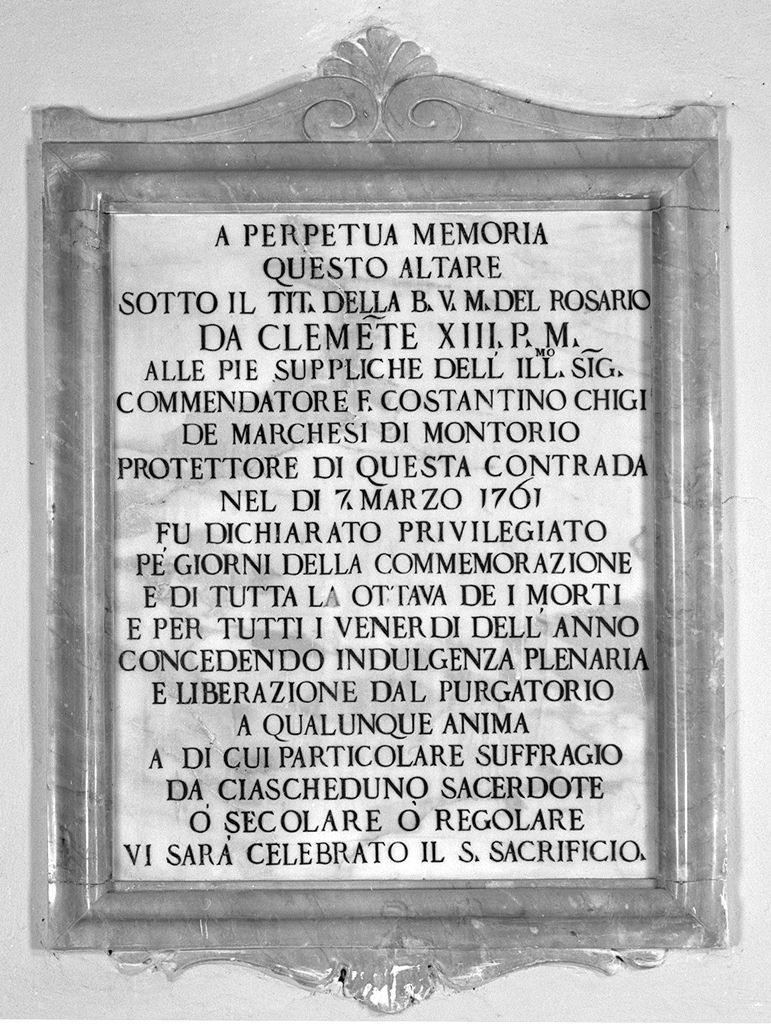 A PERPETUA MEMORIA
QUESTO ALTARE
SOTTO IL TIT. DELLA B. V. M. DEL ROSARIO
DA CLEMẼTE XIII. P. M.
ALLE PIE SUPPLICHE DELL' ILL.MO SĨG.
COMMENDATORE F. COSTANTINO CHIGI
DE MARCHESI DI MONTORIO
PROTETTORE DI QUESTA CONTRADA
NEL DI 7. MARZO 1761
FU DICHIARATO PRIVILEGIATO
PE' GIORNI DELLA COMMEMORAZIONE
E DI TUTTA LA OTTAVA DE I MORTI
E PER TUTTI I VENERDI DELL' ANNO
CONCEDENDO INDULGENZA PLENARIA
E LIBERAZIONE DAL PURGATORIO
A QUALUNQUE ANIMA
A DI CUI PARTICOLARE SUFFRAGIO
DA CIASCHEDUNO SACERDOTE
Ò SECOLARE Ò REGOLARE
VI SARÀ CELEBRATO IL S. SACRIFICIO.